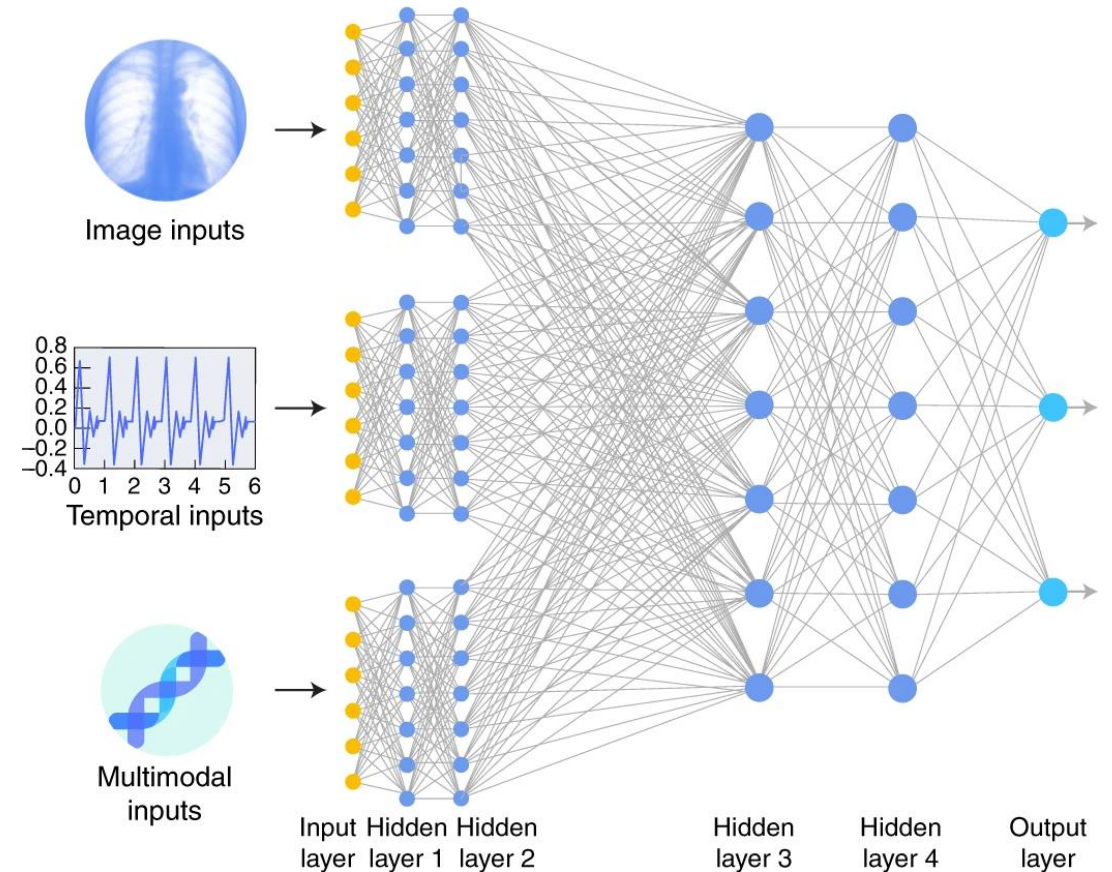 Image inputs
0.8
0.6
0.4
0.2
0.0
–0.2
–0.4
0 1 2 3 4 5 6
Temporal inputs
Multimodal
inputs
Input Hidden Hidden Hidden Hidden Output
layer layer 1 layer 2 layer 3 layer 4 layer